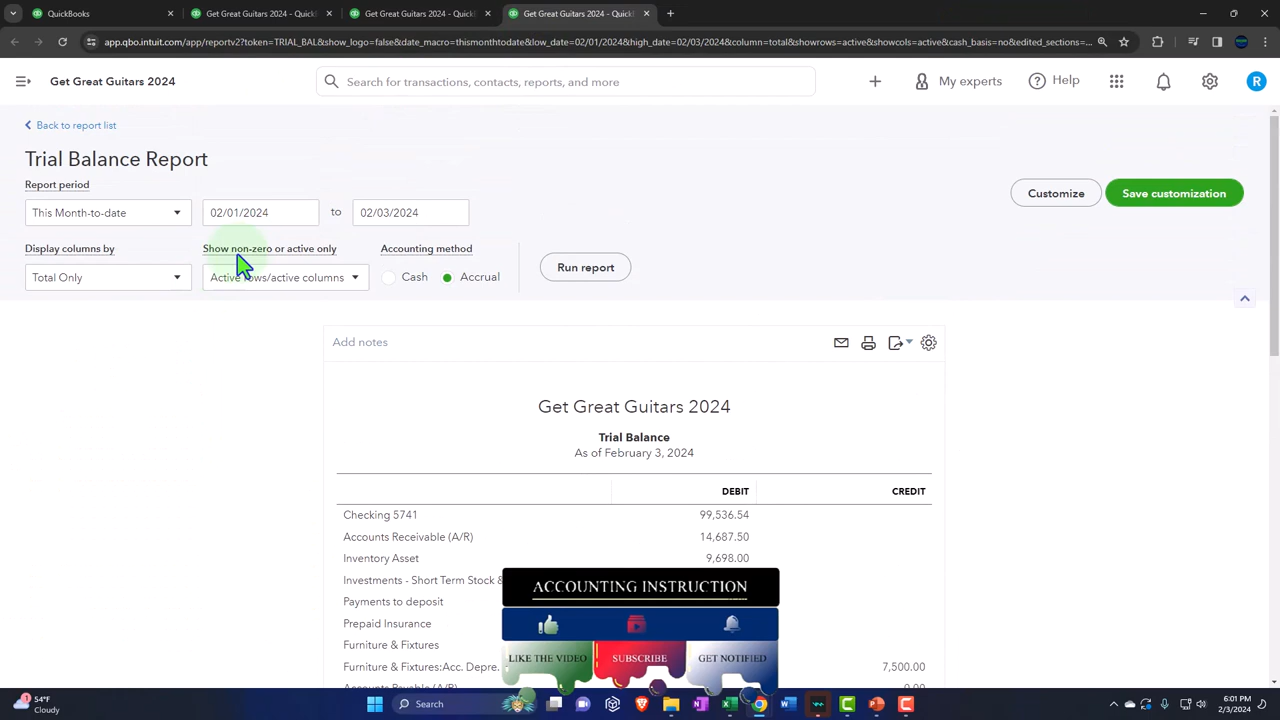 QuickBooks
Get Great Guitars 2024 - Quick
Get Great Guitars 2024 - Quick
Get Great Guitars 2024 - Quick
app.qbo.intuit.com/app/reportv2?token=TRIAL_BAL&show_logo=false&date_macro=thismonthtodate&low_date=02/01/2024&high_date=02/03/2024&column=total&showrows=active&showcols=active&cash_basis=no&edited_sections=...
Get Great Guitars 2024
Search for transactions, contacts, reports, and more
My experts
Help
R
Back to report list
Trial Balance Report
Report period
This Month-to-date
02/01/2024
to
02/03/2024
Customize
Save customization
Display columns by
Show non-zero or active only
Accounting method
Total Only
Active rows/active columns
Cash
Accrual
Run report
Add notes
Get Great Guitars 2024
Trial Balance
As of February 3, 2024
DEBIT
CREDIT
Checking 5741
99,536.54
Accounts Receivable (A/R)
14,687.50
Inventory Asset
9,698.00
Investments - Short Term Stock &
Payments to deposit
Prepaid Insurance
Furniture & Fixtures
Furniture & Fixtures:Acc. Depre.
7,500.00
Accounts Payable (A/P)
0.00
ACCOUNTING INSTRUCTION
LIKE THE VIDEO
SUBSCRIBE
GET NOTIFIED
1
54°F
Cloudy
Search
6:01 PM
2/3/2024